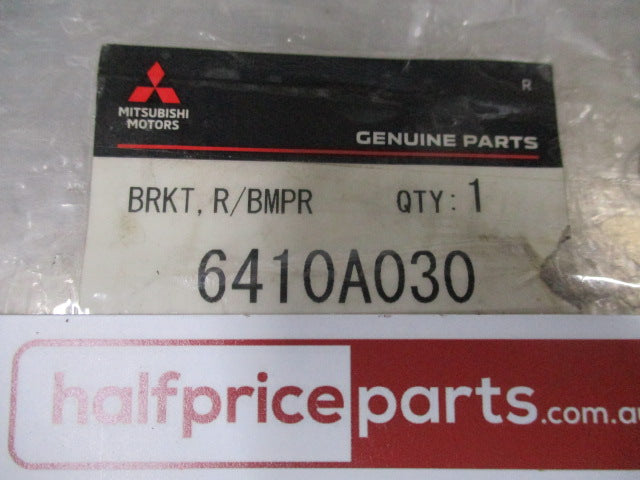 R
MITSUBISHI
MOTORS
GENUINE PARTS
BRKT, R/BMPR QTY: 1
6410A030
halfpriceparts.com.au